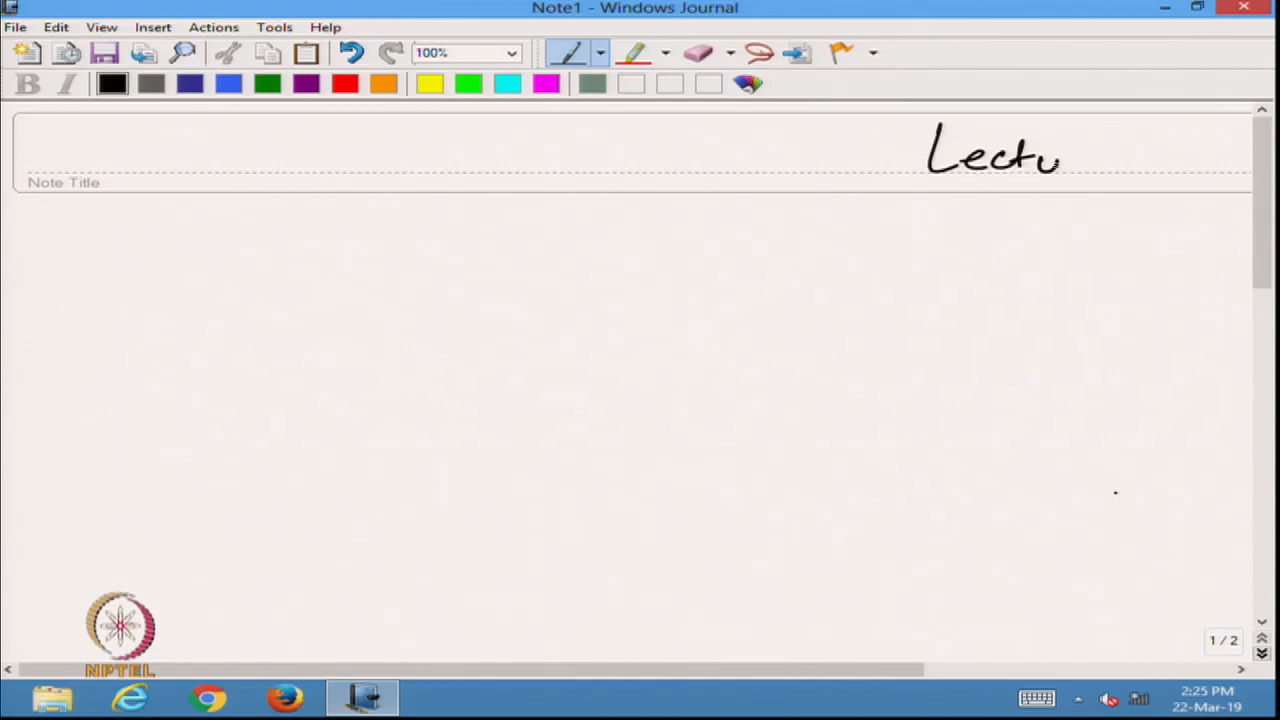 Note1 - Windows Journal
File Edit View Insert Actions Tools Help
100%
B I
Lectu
Note Title
NPTEL
1 / 2
2:25 PM
22-Mar-19